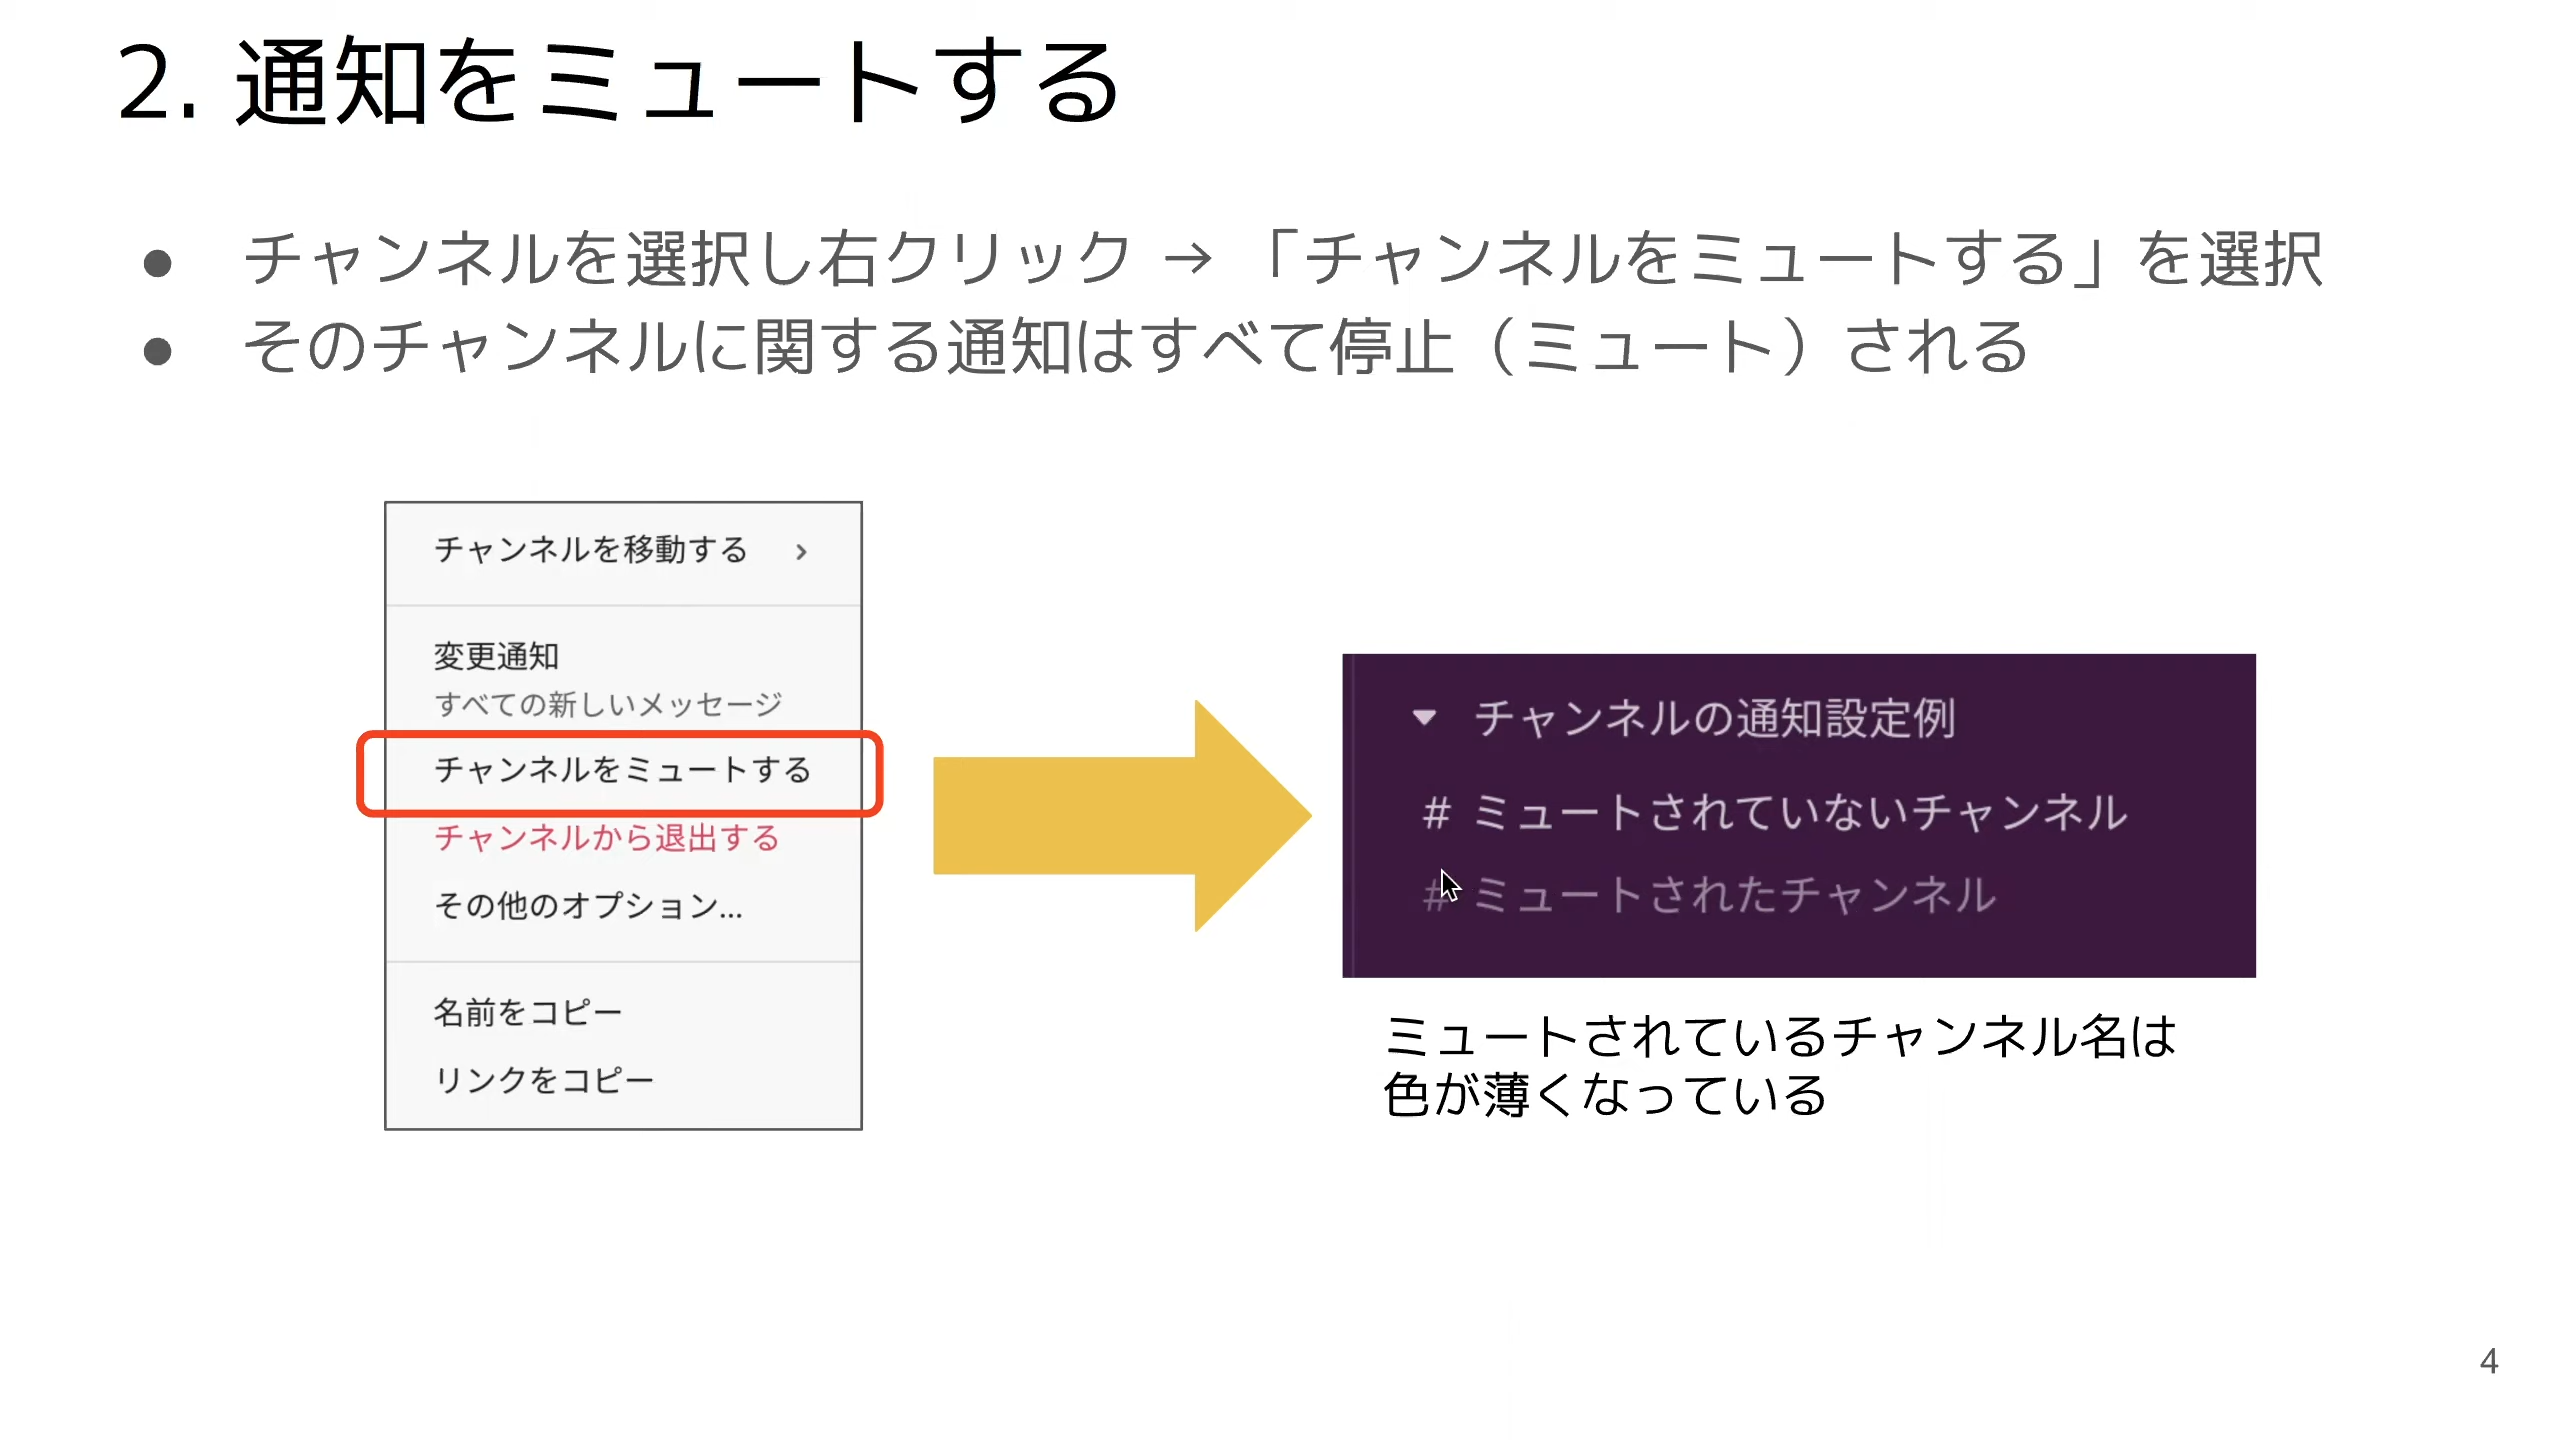 2. 通知をミュートする
● チャンネルを選択し右クリック → 「チャンネルをミュートする」を選択
● そのチャンネルに関する通知はすべて停止（ミュート）される
チャンネルを移動する >
変更通知
すべての新しいメッセージ
チャンネルをミュートする
チャンネルから退出する
その他のオプション...
名前をコピー
リンクをコピー
チャンネルの通知設定例
# ミュートされていないチャンネル
# ミュートされたチャンネル
ミュートされているチャンネル名は
色が薄くなっている
4